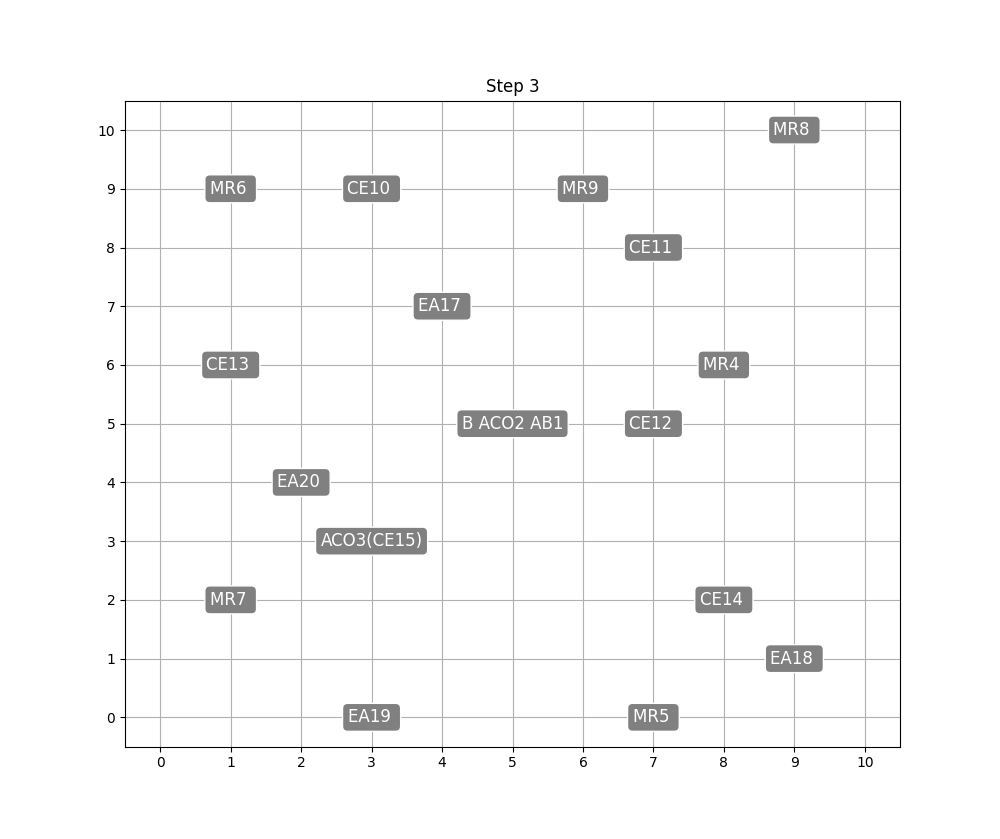 Step 3
10
MR8
9
MR6
CE10
MR9
8
CE11
7
EA17
6
CE13
MR4
5
B ACO2 AB1
CE12
4
EA20
3
ACO3(CE15)
2
MR7
CE14
1
EA18
0
EA19
MR5
0 1 2 3 4 5 6 7 8 9 10